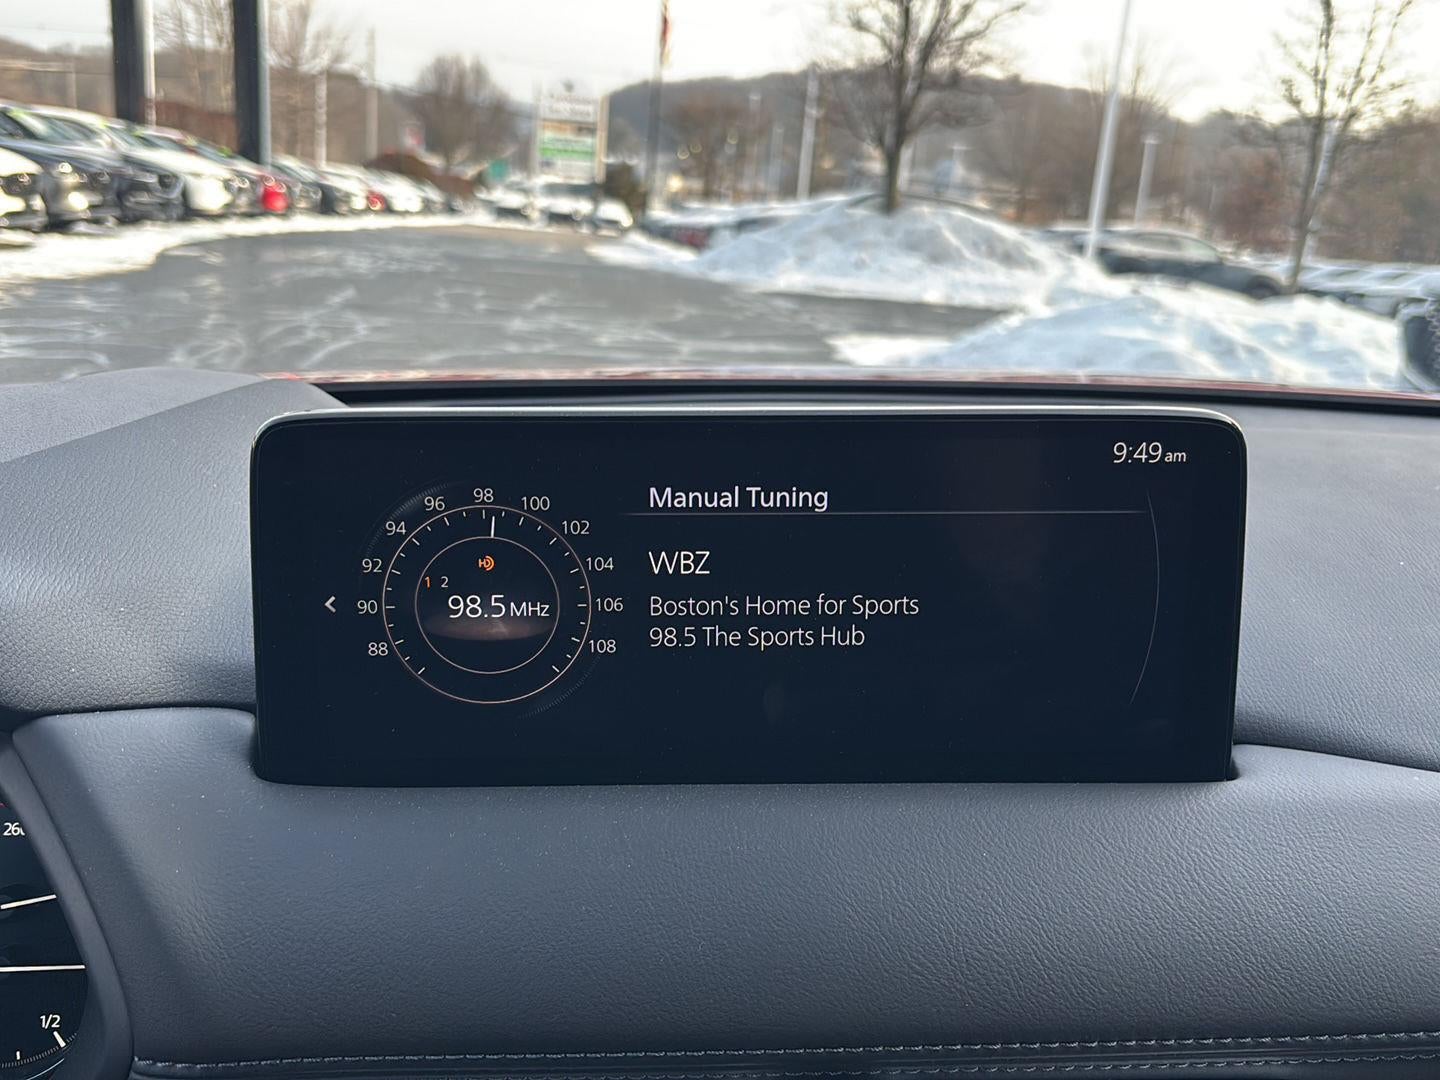 9:49 am
Manual Tuning
88
90
92
94
96
98
100
102
104
106
108
HD
1 2
98.5 MHz
WBZ
Boston's Home for Sports
98.5 The Sports Hub
1/2